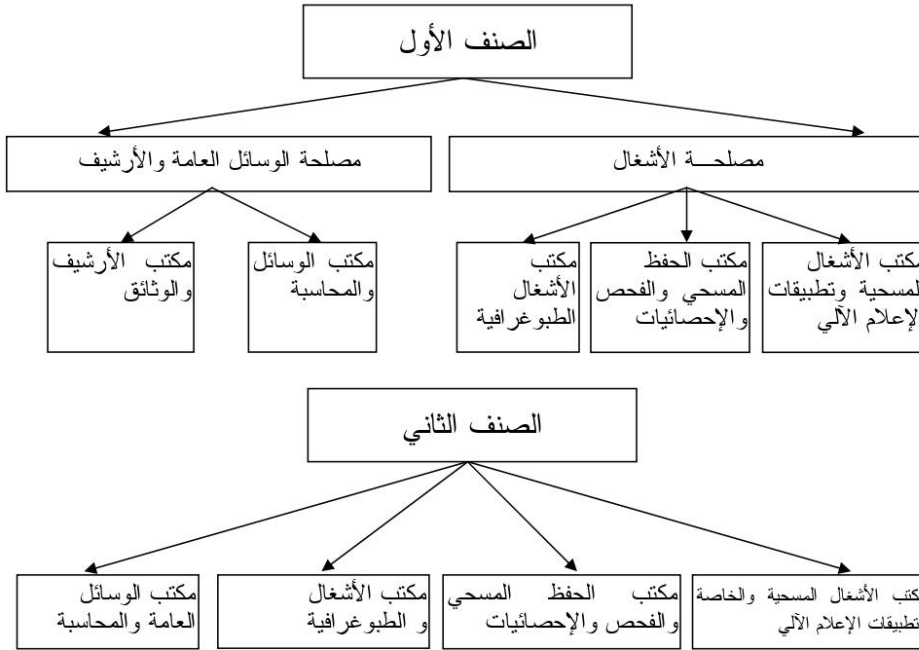 الصنف الأول
مصلحة الأشغال
مصلحة الوسائل العامة والأرشيف
مكتب الأشغال
المسحية وتطبيقات
الإعلام الآلي
مكتب الحفظ
المسحي والفحص
والإحصائيات
مكتب
الأشغال
الطبوغرافية
مكتب الوسائل
والمحاسبة
مكتب الأرشيف
والوثائق
الصنف الثاني
مكتب الأشغال المسحية والخاصة
تطبيقات الإعلام الآلي
مكتب الحفظ المسحي
والفحص والإحصائيات
مكتب الأشغال
و الطبوغرافية
مكتب الوسائل
العامة والمحاسبة